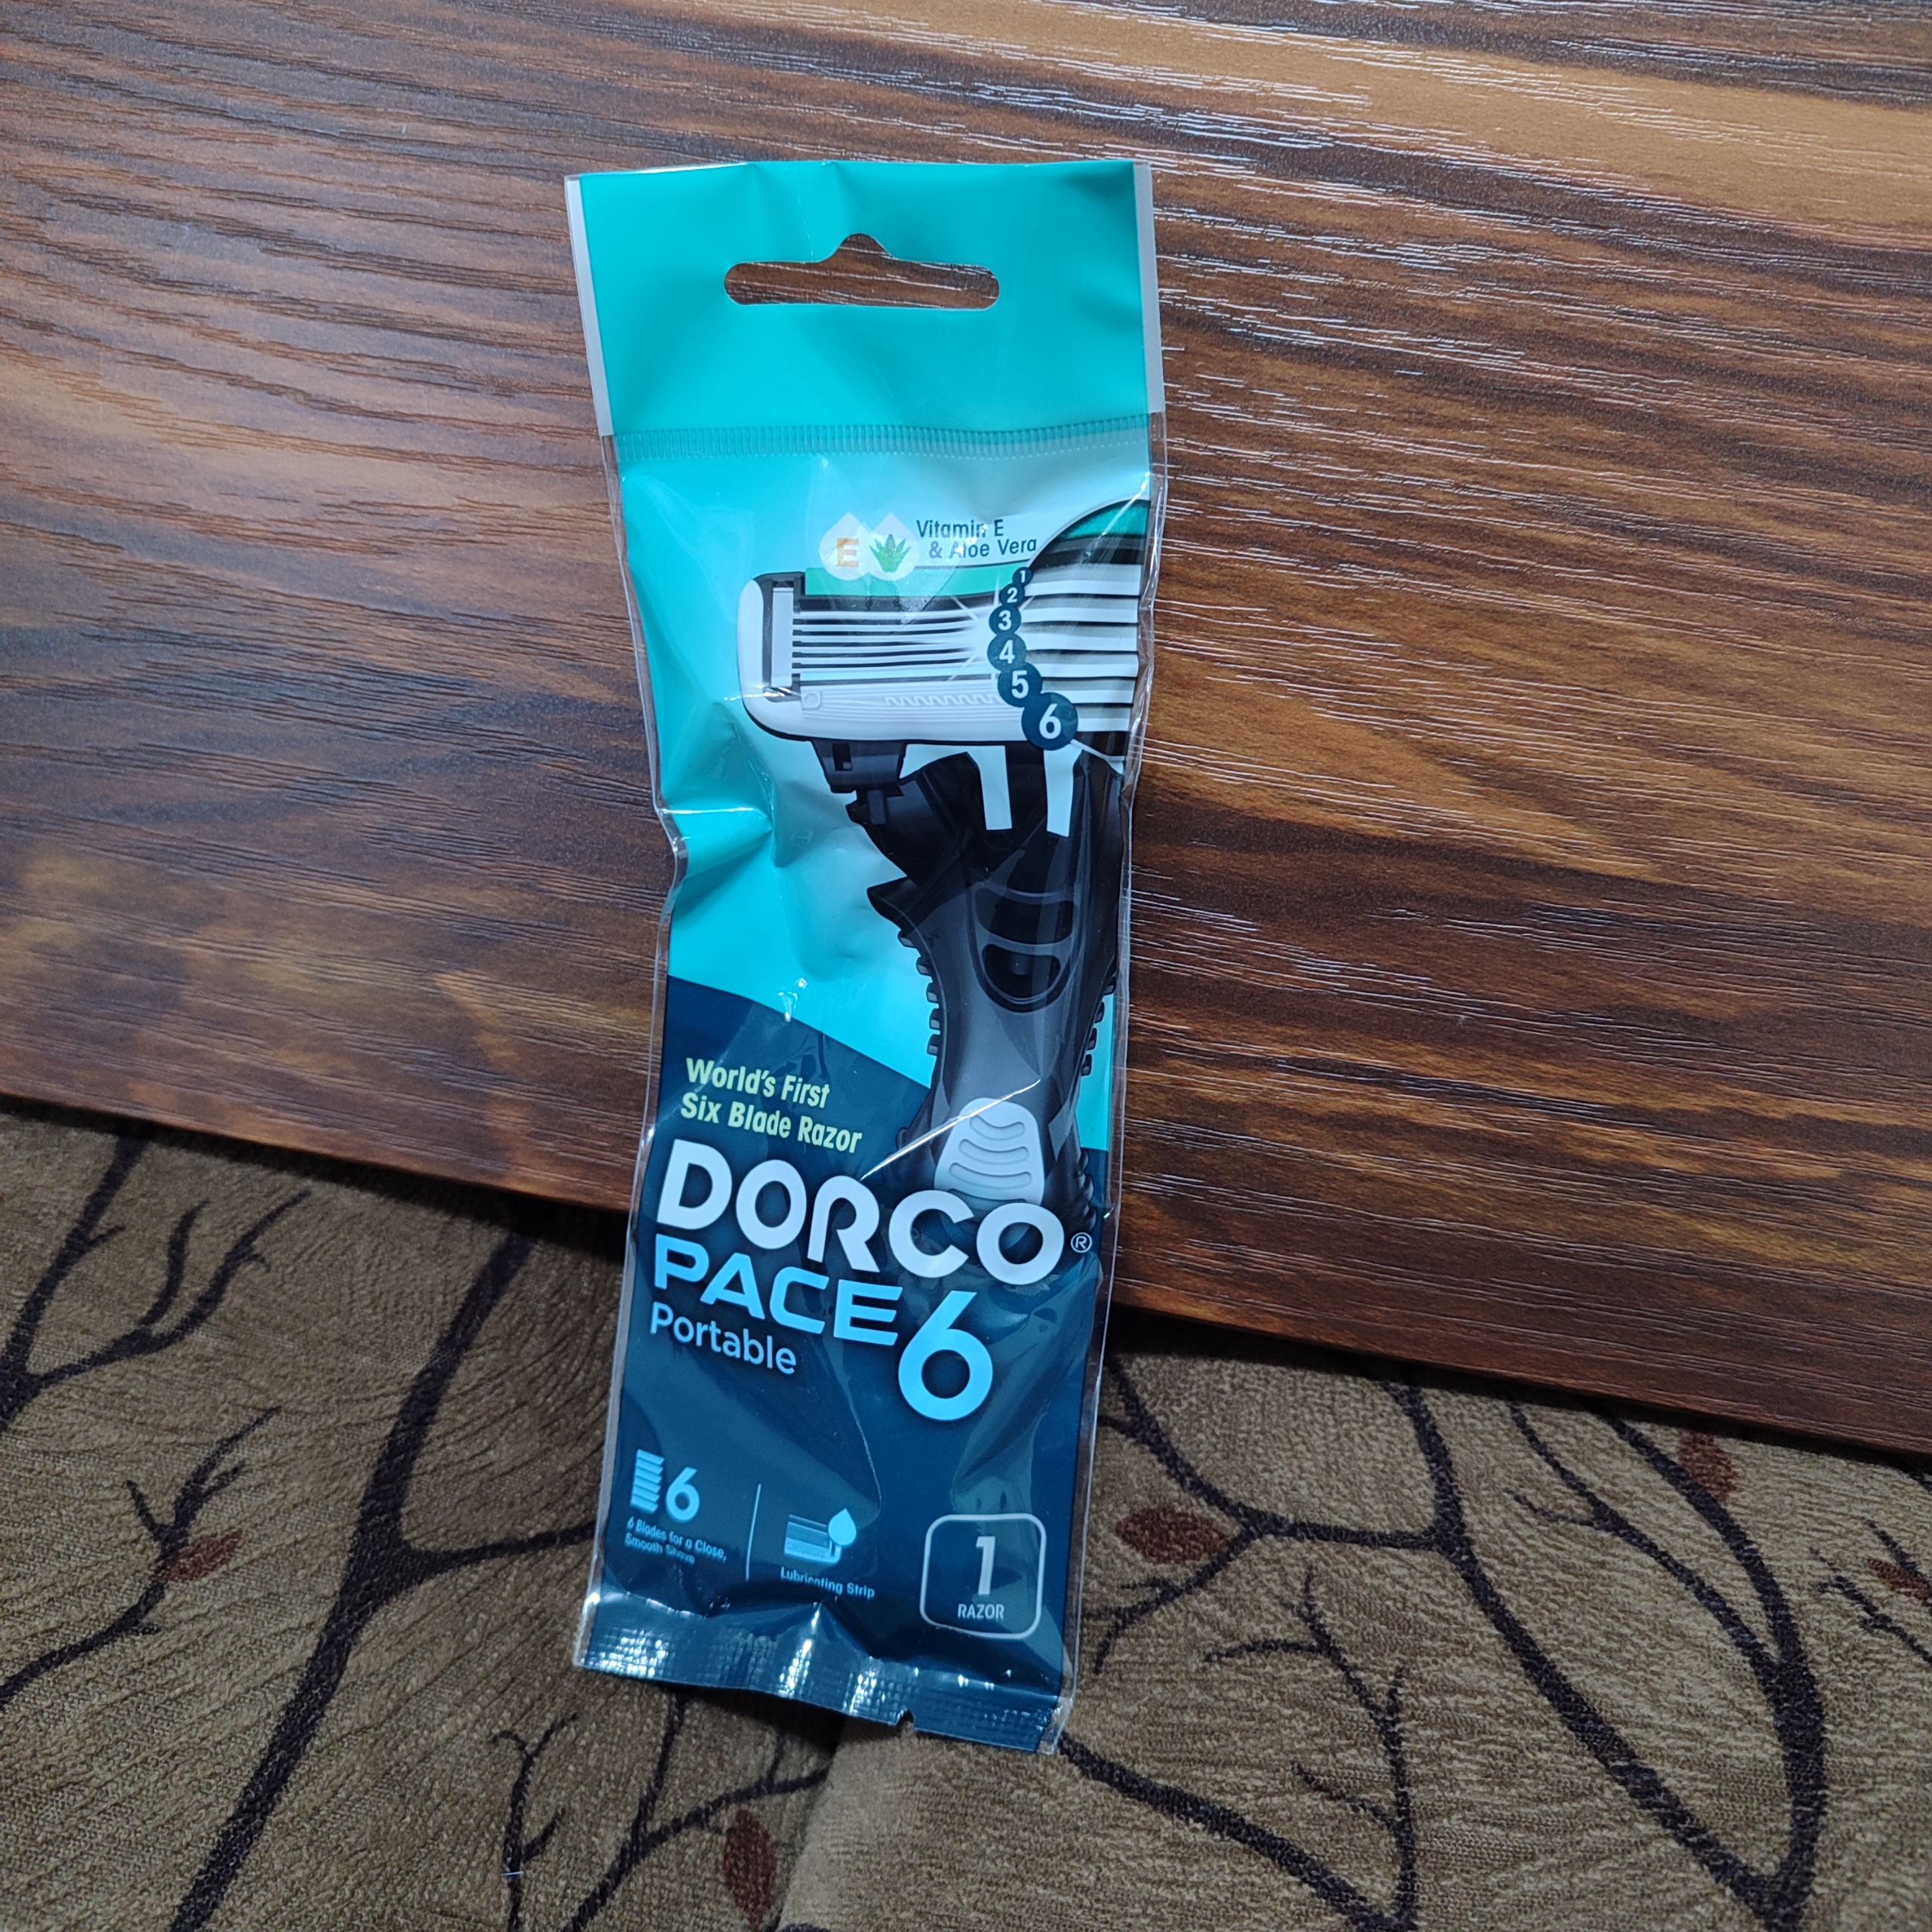 Vitamin E
& Aloe Vera
E
1
2
3
4
5
6
World's First
Six Blade Razor
DORCO®
PACE 6
Portable
6
6 Blades for a Close,
Smooth Shave
Lubricating Strip
1
RAZOR